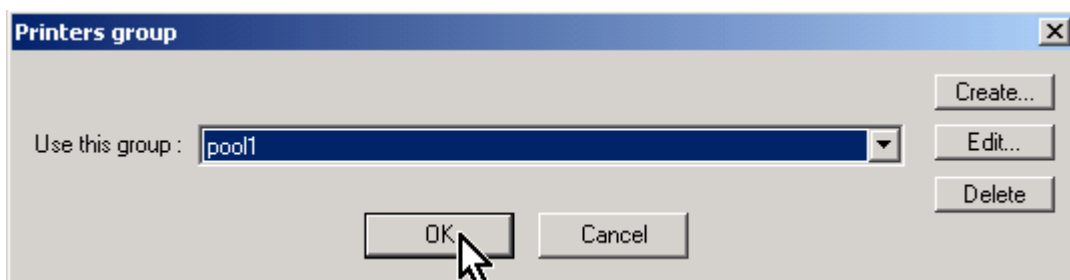 Printers group
Create...
Use this group : pool1
Edit...
Delete
OK Cancel